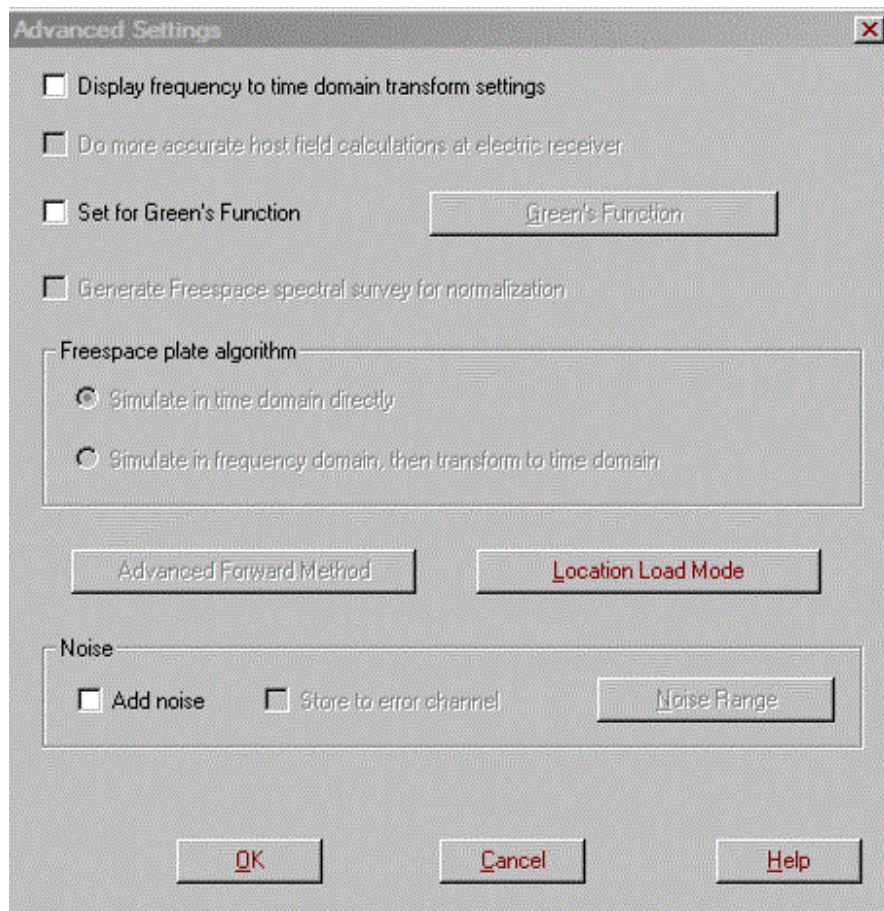 Advanced Settings
Display frequency to time domain transform settings
Do more accurate host field calculations at electric receiver
Set for Green's Function
Green's Function
Generate Freespace spectral survey for normalization
Freespace plate algorithm
Simulate in time domain directly
Simulate in frequency domain, then transform to time domain
Advanced Forward Method
Location Load Mode
Noise
Add noise
Store to error channel
Noise Range
OK
Cancel
Help